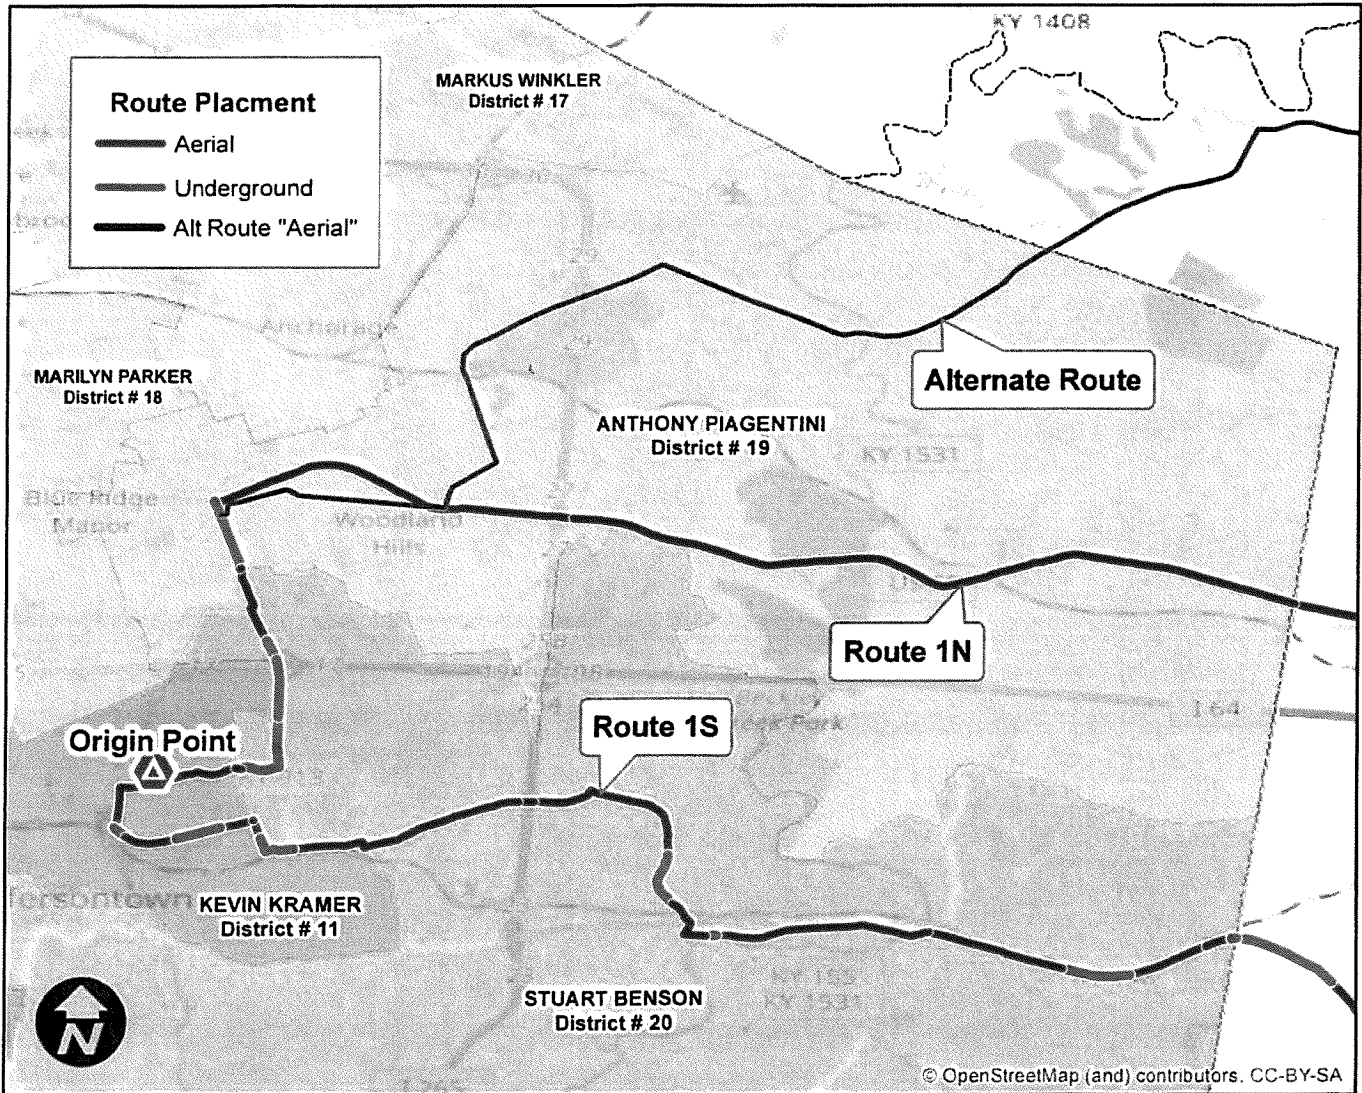 KY 1408
MARKUS WINKLER
District # 17
Route Placment
Aerial
Underground
Alt Route "Aerial"
Anchorage
MARILYN PARKER
District # 18
Alternate Route
ANTHONY PIAGENTINI
District # 19
KY 1531
Blue Ridge
Manor
Woodland
Hills
Route 1N
Route 1S
I 64
Origin Point
KEVIN KRAMER
District # 11
STUART BENSON
District # 20
KY 155
KY 1531
I 265
N
© OpenStreetMap (and) contributors. CC-BY-SA